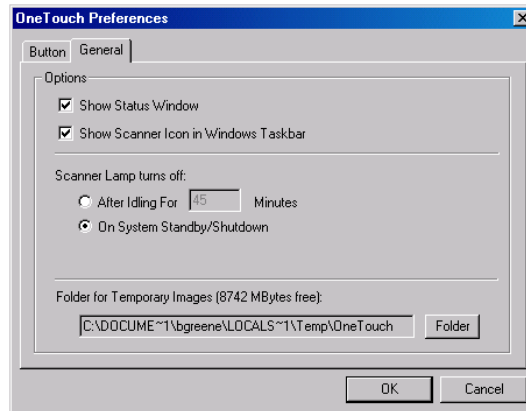 OneTouch Preferences
Button General
Options
Show Status Window
Show Scanner Icon in Windows Taskbar
Scanner Lamp turns off:
After Idling For 45 Minutes
On System Standby/Shutdown
Folder for Temporary Images (8742 MBytes free):
C:\DOCUME~1\bgreene\LOCALS~1\Temp\OneTouch Folder
OK Cancel